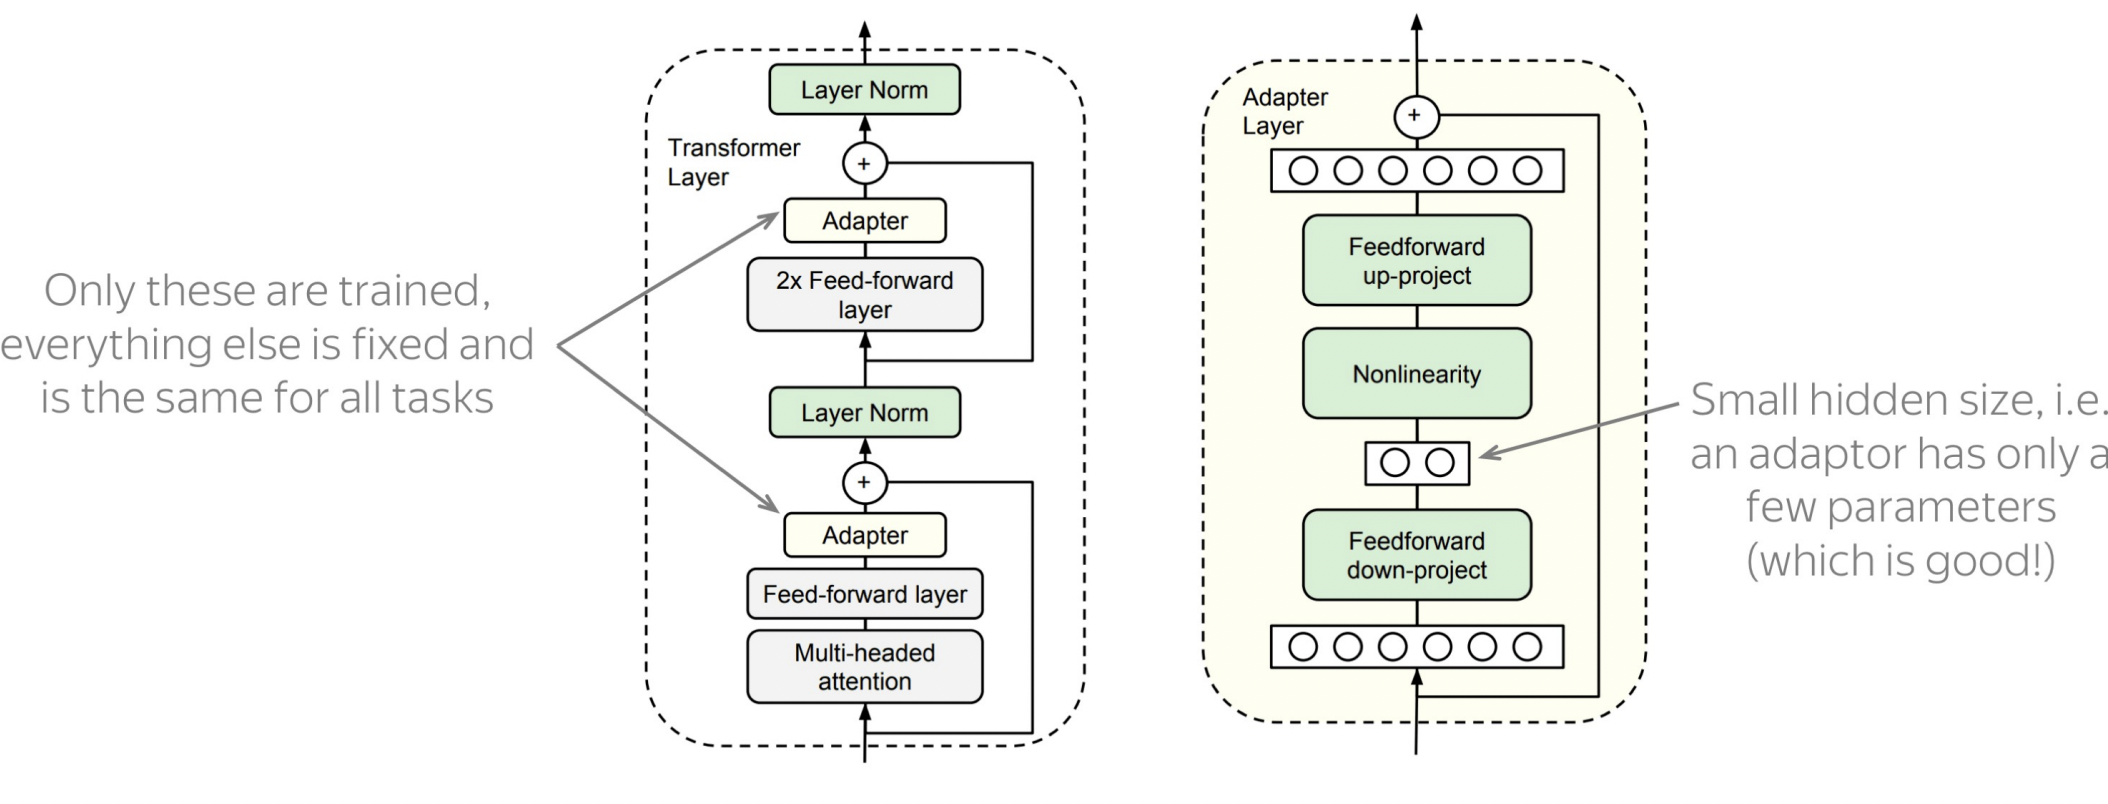 Only these are trained,
everything else is fixed and
is the same for all tasks
Layer Norm
Transformer
Layer
+
Adapter
2x Feed-forward
layer
Layer Norm
+
Adapter
Feed-forward layer
Multi-headed
attention
Adapter
Layer
+
Feedforward
up-project
Nonlinearity
Feedforward
down-project
Small hidden size, i.e.
an adaptor has only a
few parameters
(which is good!)